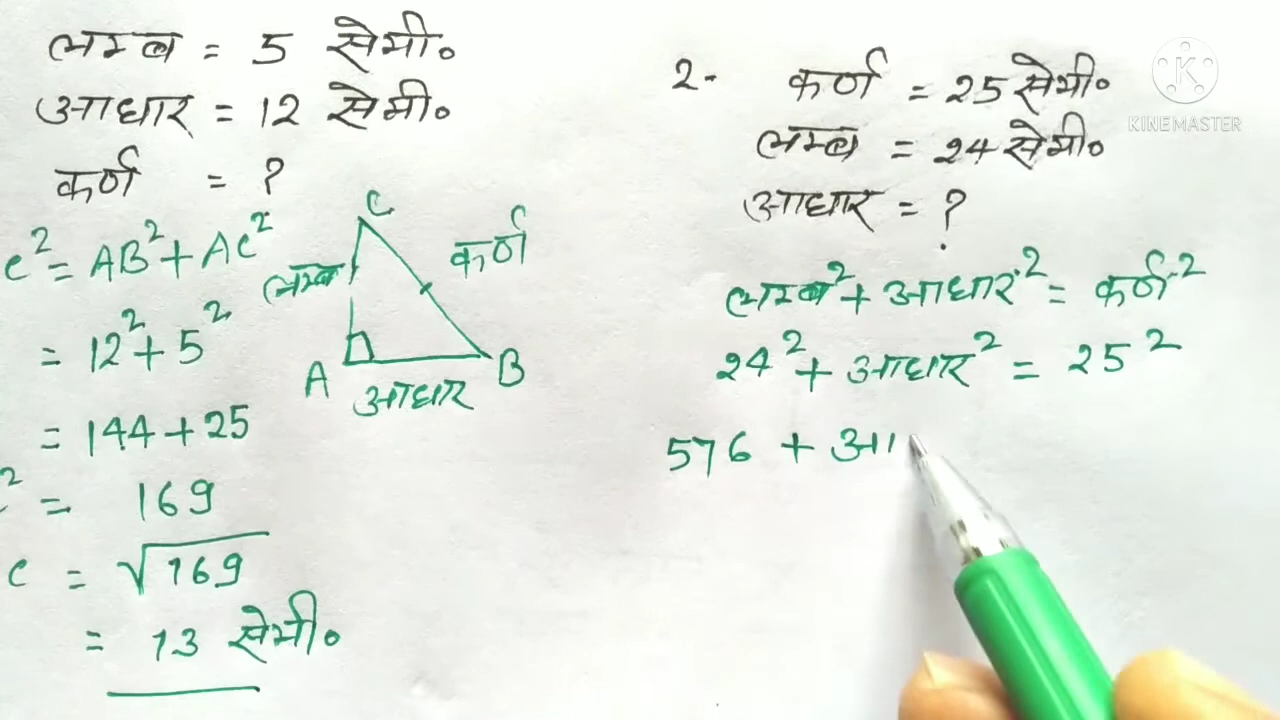 लम्ब = 5 सेमी०
आधार = 12 सेमी०
कर्ण = ?
c² = AB² + AC²
= 12² + 5²
= 144 + 25
² = 169
c = √169
= 13 सेमी०
C
लम्ब
कर्ण
A
B
आधार
2- कर्ण = 25 सेमी०
लम्ब = 24 सेमी०
आधार = ?
लम्ब² + आधार² = कर्ण²
24² + आधार² = 25²
576 + आ
K
KINEMASTER